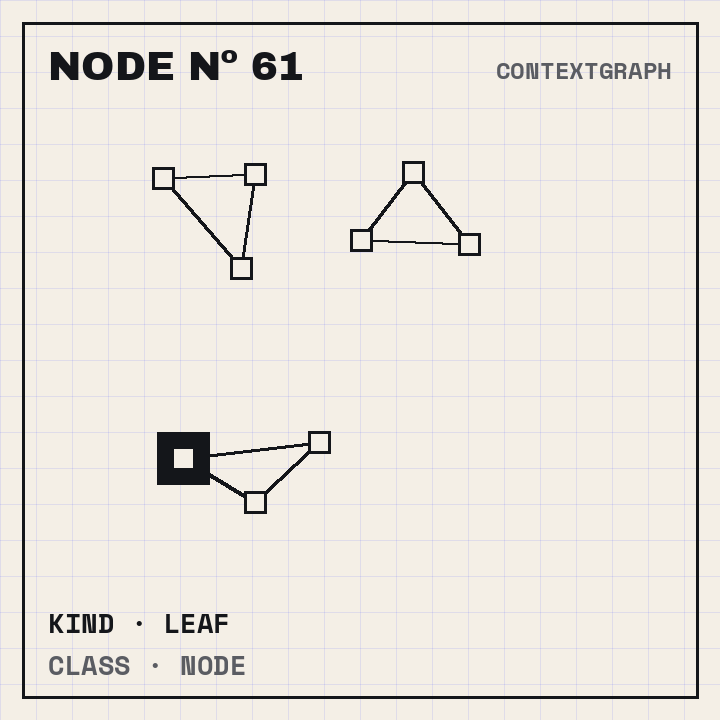 NODE Nº 61
CONTEXTGRAPH
KIND · LEAF
CLASS · NODE